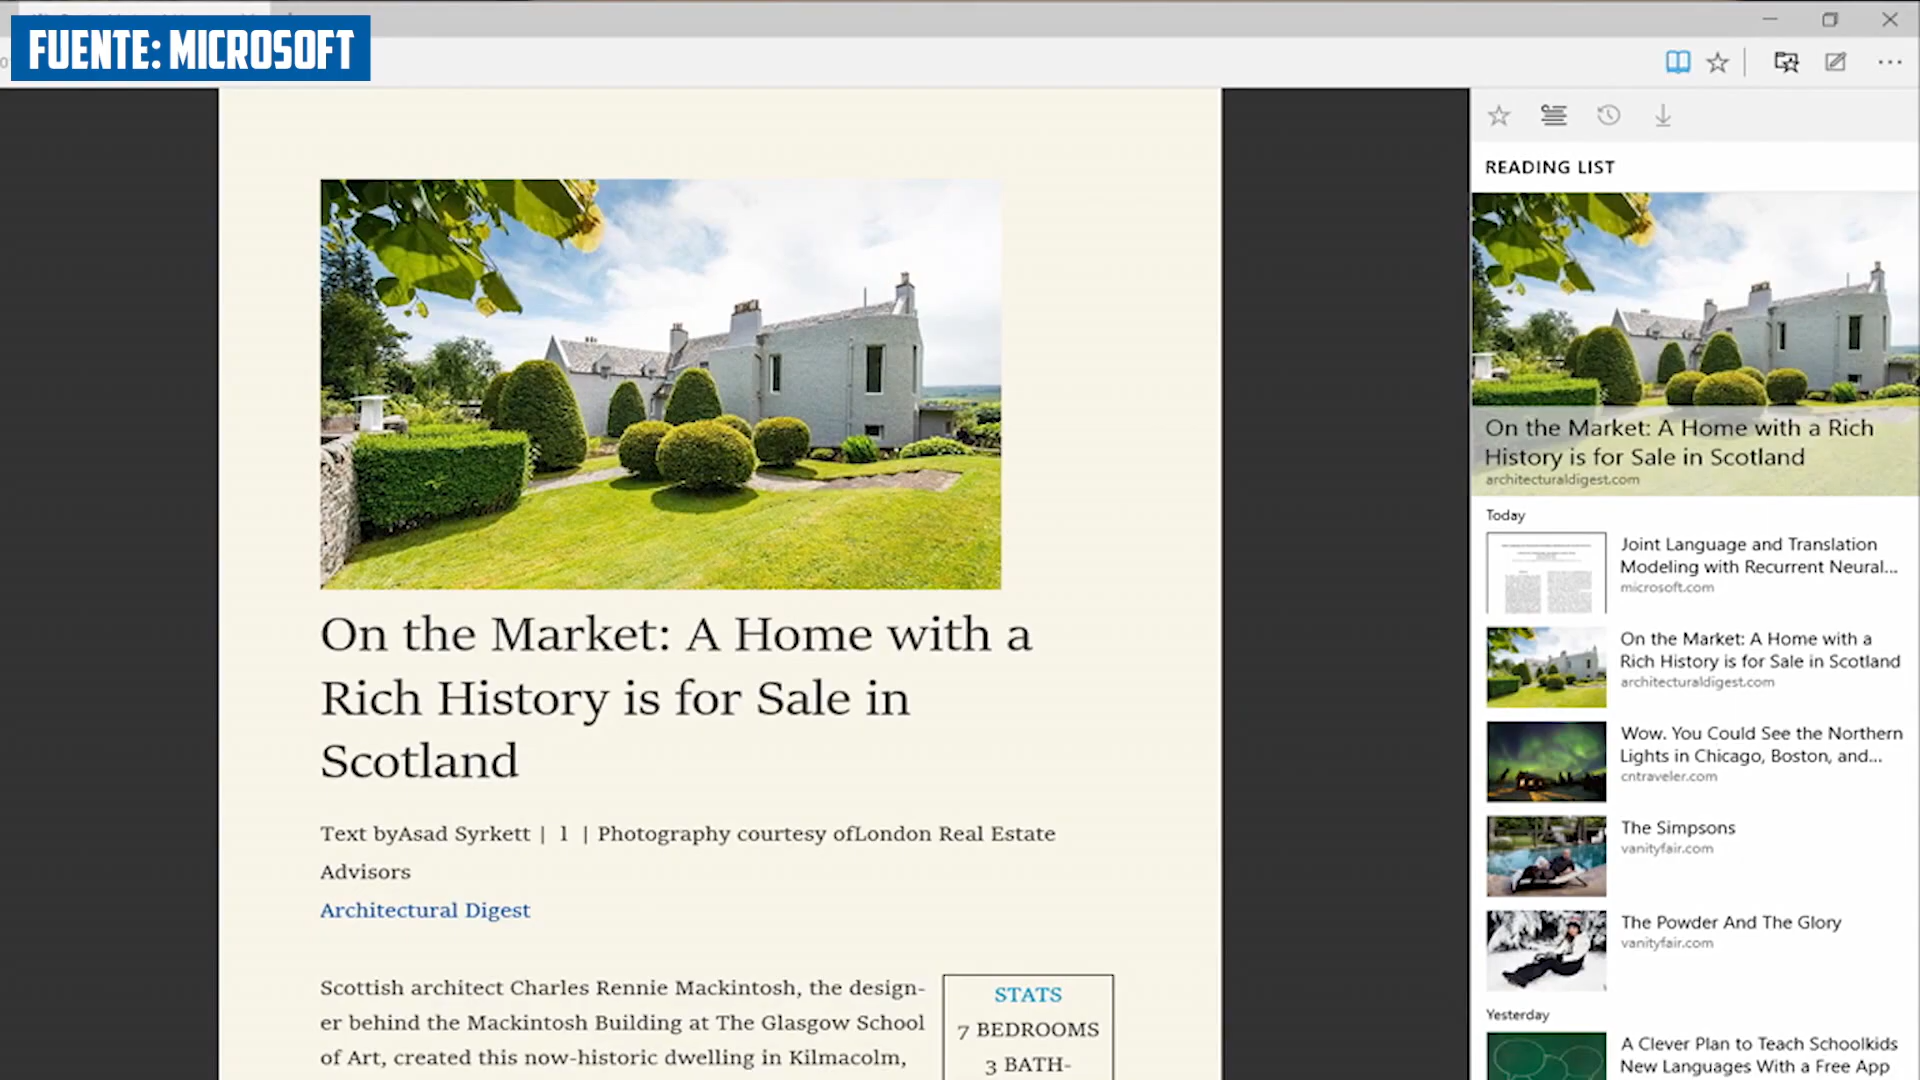 FUENTE: MICROSOFT
On the Market: A Home with a
Rich History is for Sale in
Scotland
Text byAsad Syrkett | 1 | Photography courtesy ofLondon Real Estate
Advisors
Architectural Digest
Scottish architect Charles Rennie Mackintosh, the design-
er behind the Mackintosh Building at The Glasgow School
of Art, created this now-historic dwelling in Kilmacolm,
STATS
7 BEDROOMS
3 BATH-
READING LIST
On the Market: A Home with a Rich
History is for Sale in Scotland
architecturaldigest.com
Today
Joint Language and Translation
Modeling with Recurrent Neural...
microsoft.com
On the Market: A Home with a
Rich History is for Sale in Scotland
architecturaldigest.com
Wow. You Could See the Northern
Lights in Chicago, Boston, and...
cntraveler.com
The Simpsons
vanityfair.com
The Powder And The Glory
vanityfair.com
Yesterday
A Clever Plan to Teach Schoolkids
New Languages With a Free App